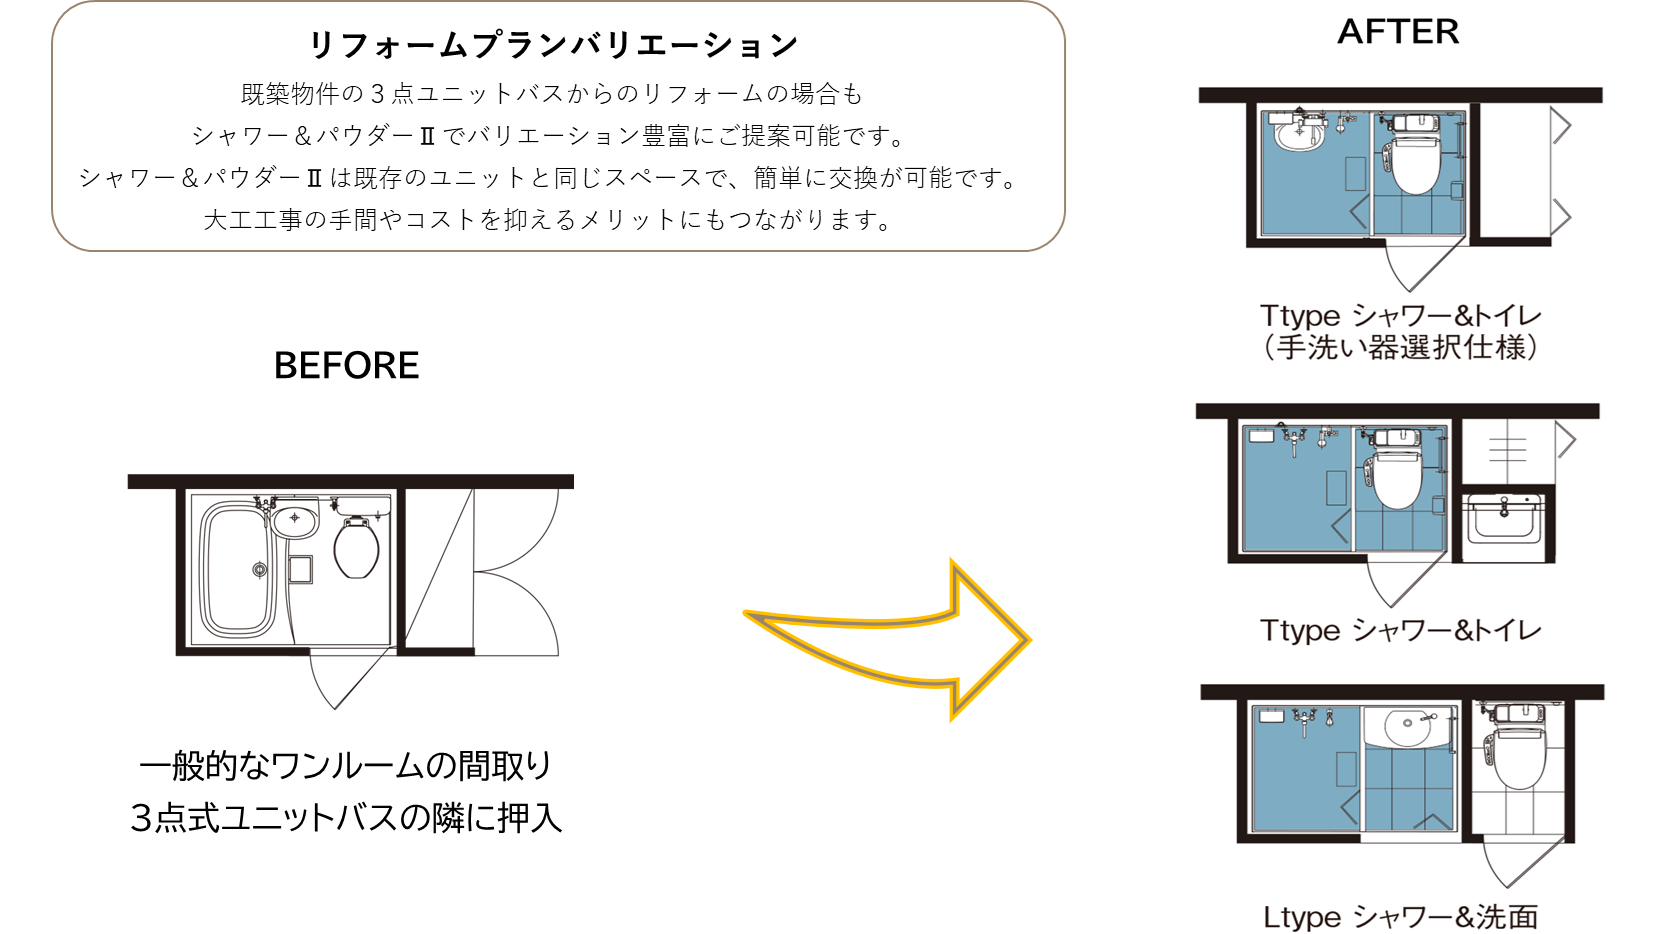 リフォームプランバリエーション
既築物件の３点ユニットバスからのリフォームの場合も
シャワー＆パウダーⅡでバリエーション豊富にご提案可能です。
シャワー＆パウダーⅡは既存のユニットと同じスペースで、簡単に交換が可能です。
大工工事の手間やコストを抑えるメリットにもつながります。
BEFORE
一般的なワンルームの間取り
３点式ユニットバスの隣に押入
AFTER
Ttype シャワー&トイレ
（手洗い器選択仕様）
Ttype シャワー&トイレ
Ltype シャワー&洗面